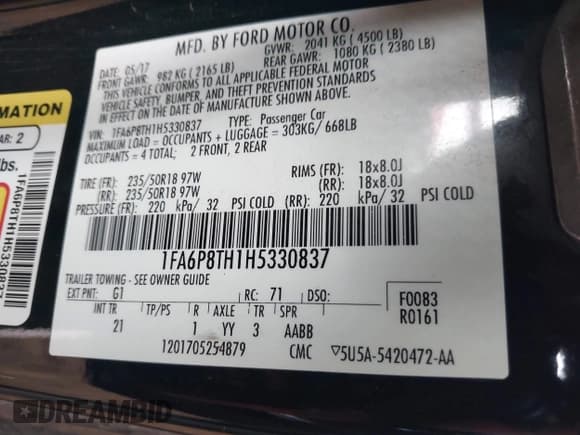 MFD. BY FORD MOTOR CO.
DATE: 05/17 GVWR: 2041 KG ( 4500 LB)
FRONT GAWR: 982 KG ( 2165 LB) REAR GAWR: 1080 KG ( 2380 LB)
THIS VEHICLE CONFORMS TO ALL APPLICABLE FEDERAL MOTOR
VEHICLE SAFETY, BUMPER, AND THEFT PREVENTION STANDARDS
IN EFFECT ON THE DATE OF MANUFACTURE SHOWN ABOVE.
VIN: 1FA6P8TH1H5330837 TYPE: Passenger Car
MAXIMUM LOAD = OCCUPANTS + LUGGAGE = 303KG/ 668LB
OCCUPANTS = 4 TOTAL; 2 FRONT, 2 REAR
TIRE (FR): 235/50R18 97W RIMS (FR): 18x8.0J
(RR): 235/50R18 97W (RR): 18x8.0J
PRESSURE (FR): 220 kPa/ 32 PSI COLD (RR): 220 kPa/ 32 PSI COLD
1FA6P8TH1H5330837
TRAILER TOWING - SEE OWNER GUIDE
EXT PNT: G1 RC: 71 DSO:
INT TR TP/PS R AXLE TR SPR
21 1 YY 3 AABB
F0083
R0161
1201705254879 CMC ▽5U5A-5420472-AA
RMATION
AR: 2
lbs.
1FA6P8TH1H5330837
DREAMBID